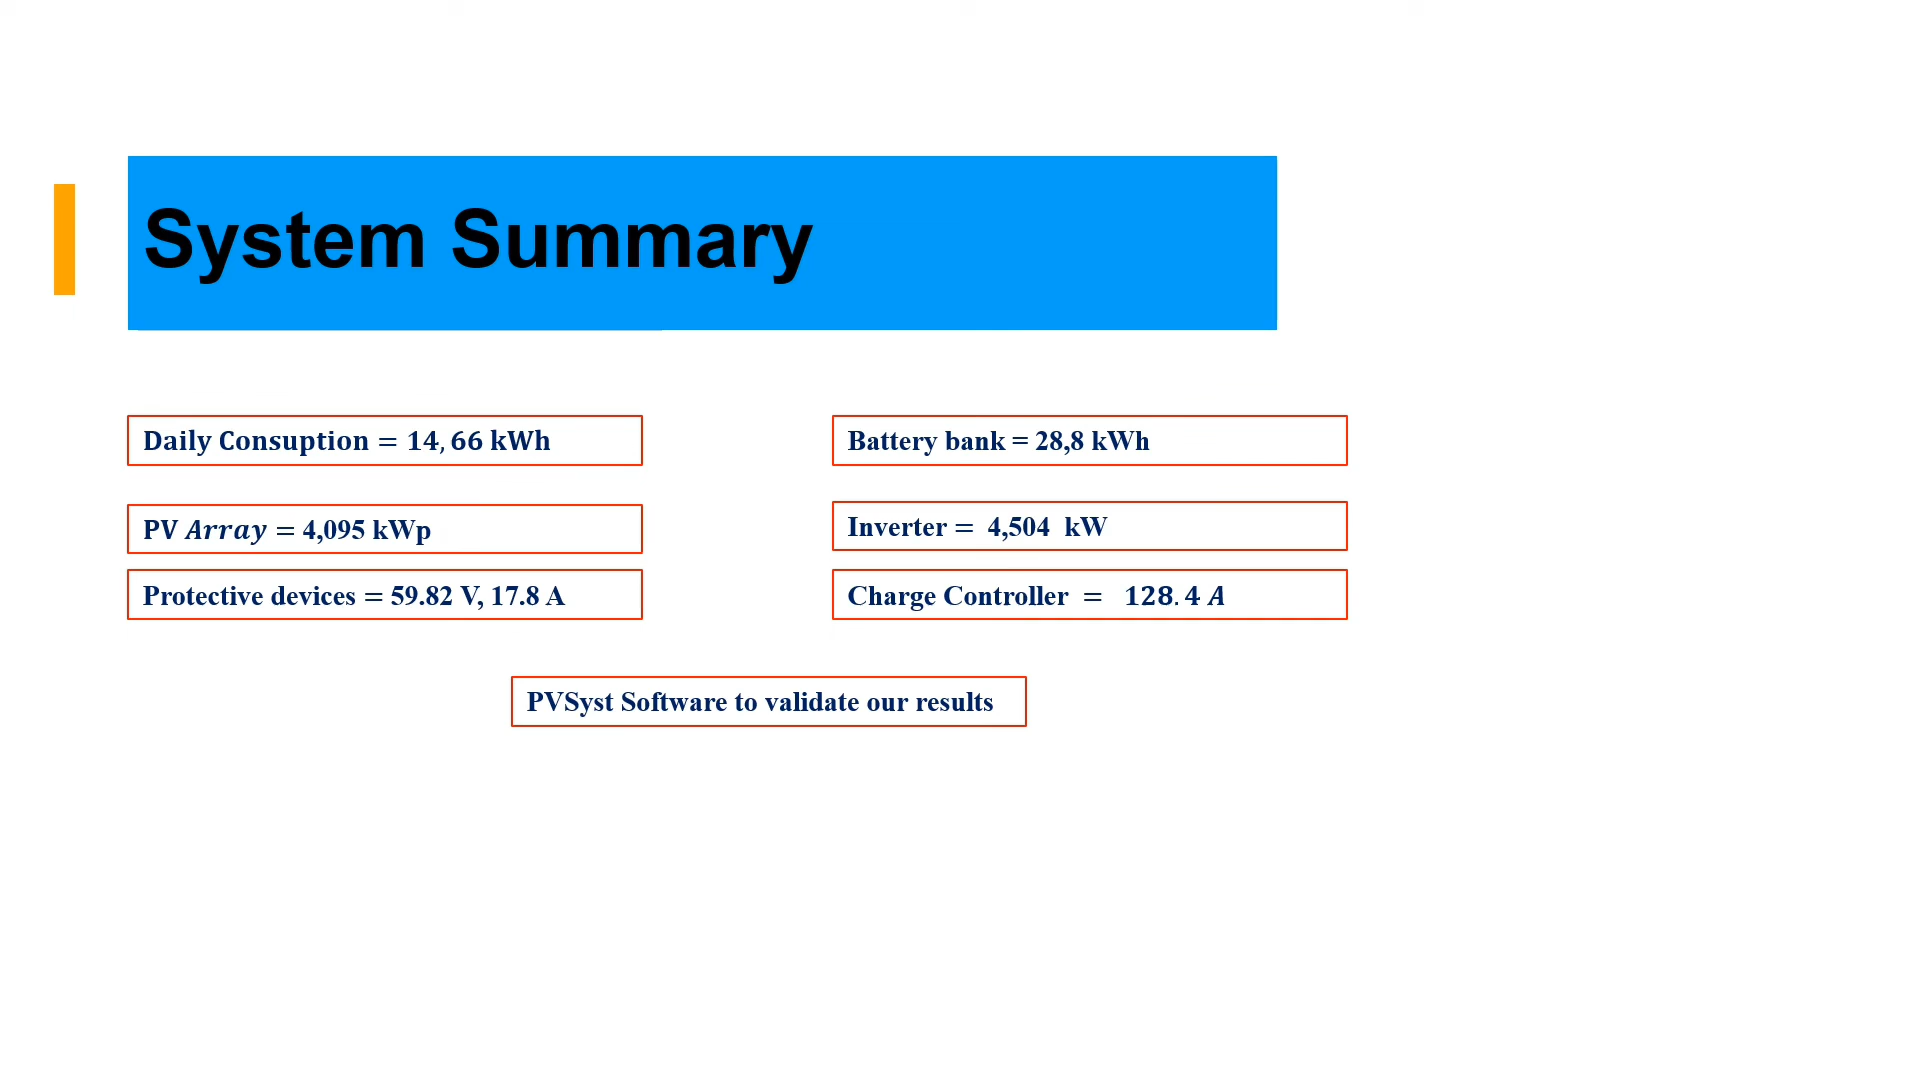 System Summary
Daily Consuption = 14, 66 kWh
Battery bank = 28,8 kWh
PV Array = 4,095 kWp
Inverter = 4,504 kW
Protective devices = 59.82 V, 17.8 A
Charge Controller = 128.4 A
PVSyst Software to validate our results